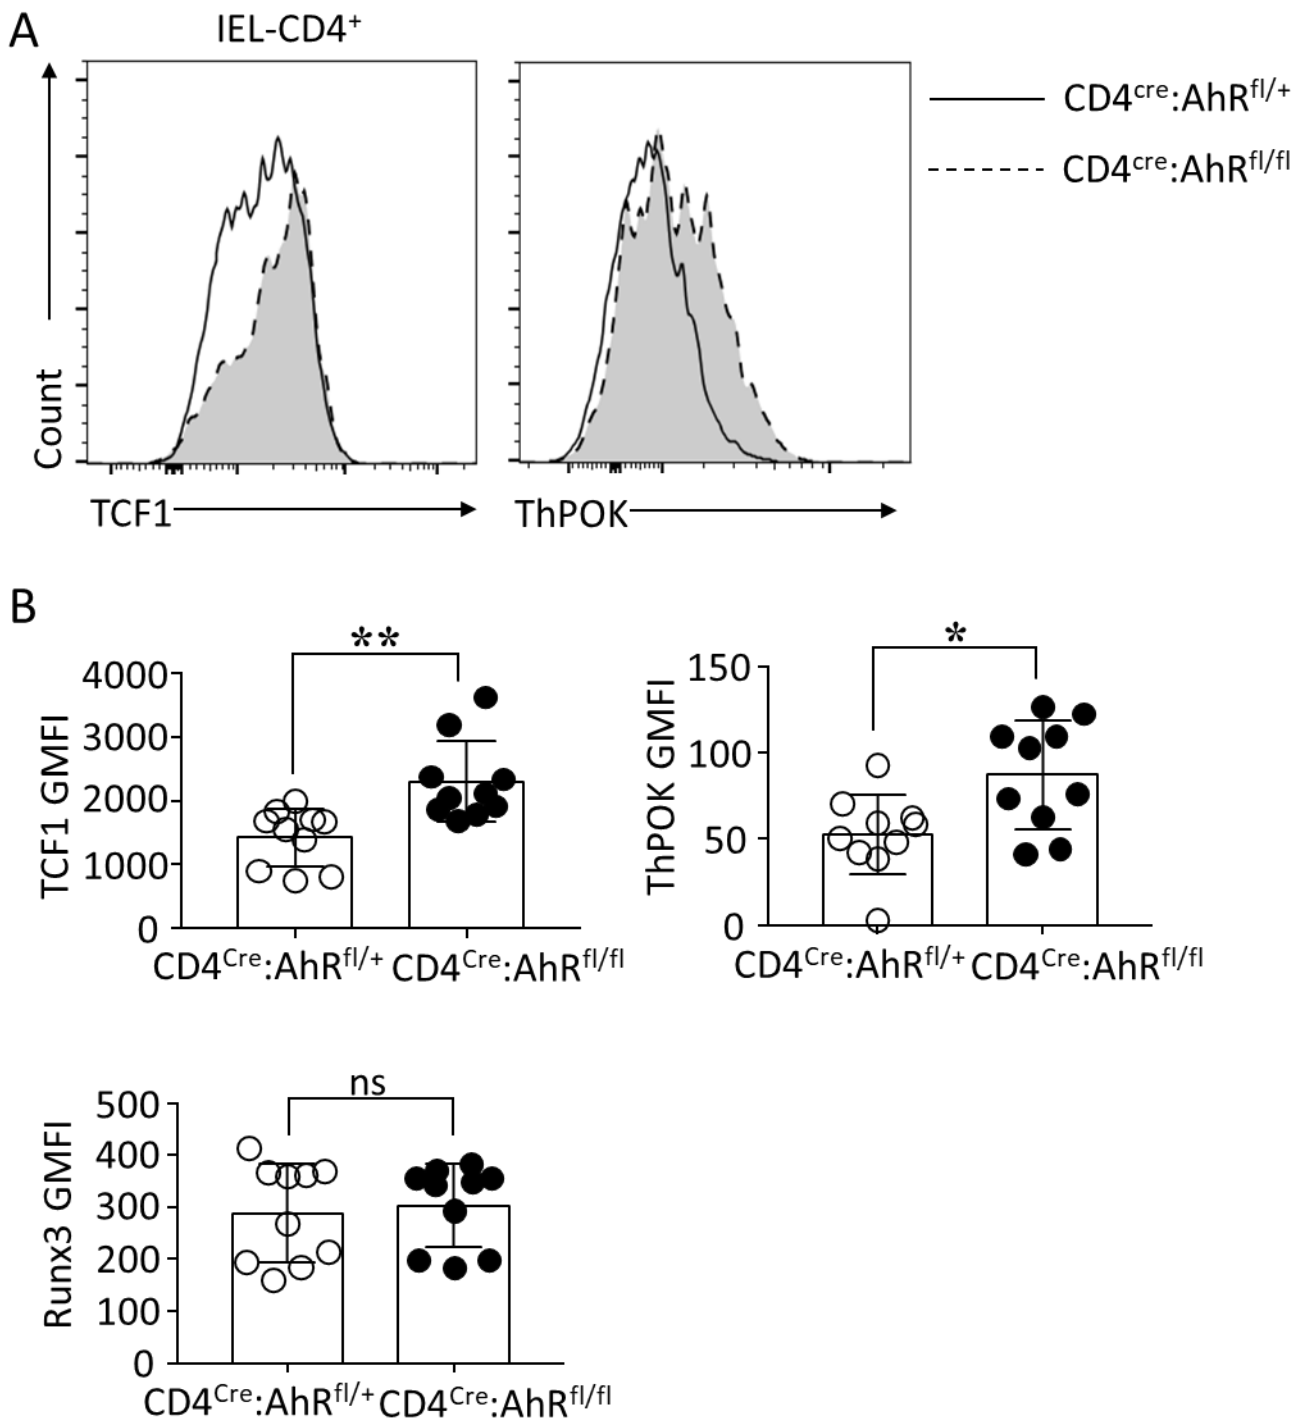 A
IEL-CD4⁺
Count
TCF1
ThPOK
CD4ᶜʳᵉ:AhRᶠˡ/⁺
CD4ᶜʳᵉ:AhRᶠˡ/ᶠˡ
B
**
4000
3000
2000
1000
0
TCF1 GMFI
CD4ᶜʳᵉ:AhRᶠˡ/⁺ CD4ᶜʳᵉ:AhRᶠˡ/ᶠˡ
*
150
100
50
0
ThPOK GMFI
CD4ᶜʳᵉ:AhRᶠˡ/⁺ CD4ᶜʳᵉ:AhRᶠˡ/ᶠˡ
ns
500
400
300
200
100
0
Runx3 GMFI
CD4ᶜʳᵉ:AhRᶠˡ/⁺ CD4ᶜʳᵉ:AhRᶠˡ/ᶠˡ